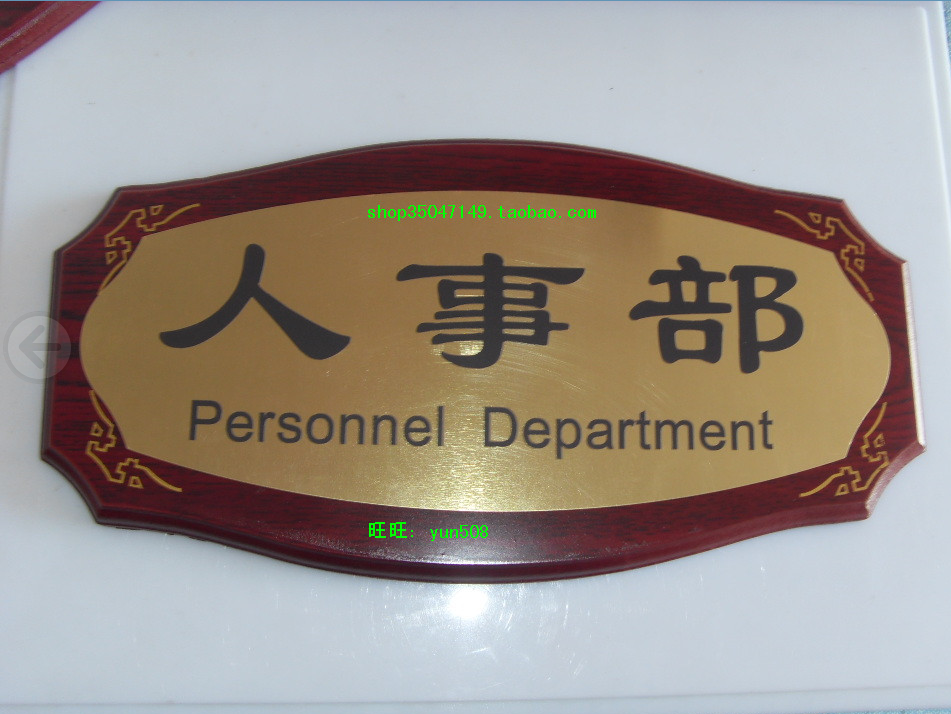 shop35047149.taobao.com
人事部
Personnel Department
旺旺: yun508